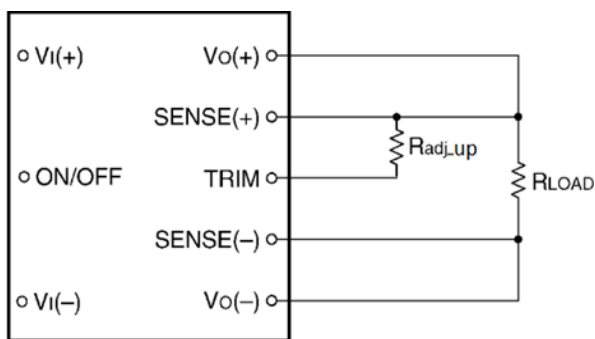 VI(+)
VO(+)
SENSE(+)
Radj_up
ON/OFF
TRIM
RLOAD
SENSE(–)
VI(–)
VO(–)